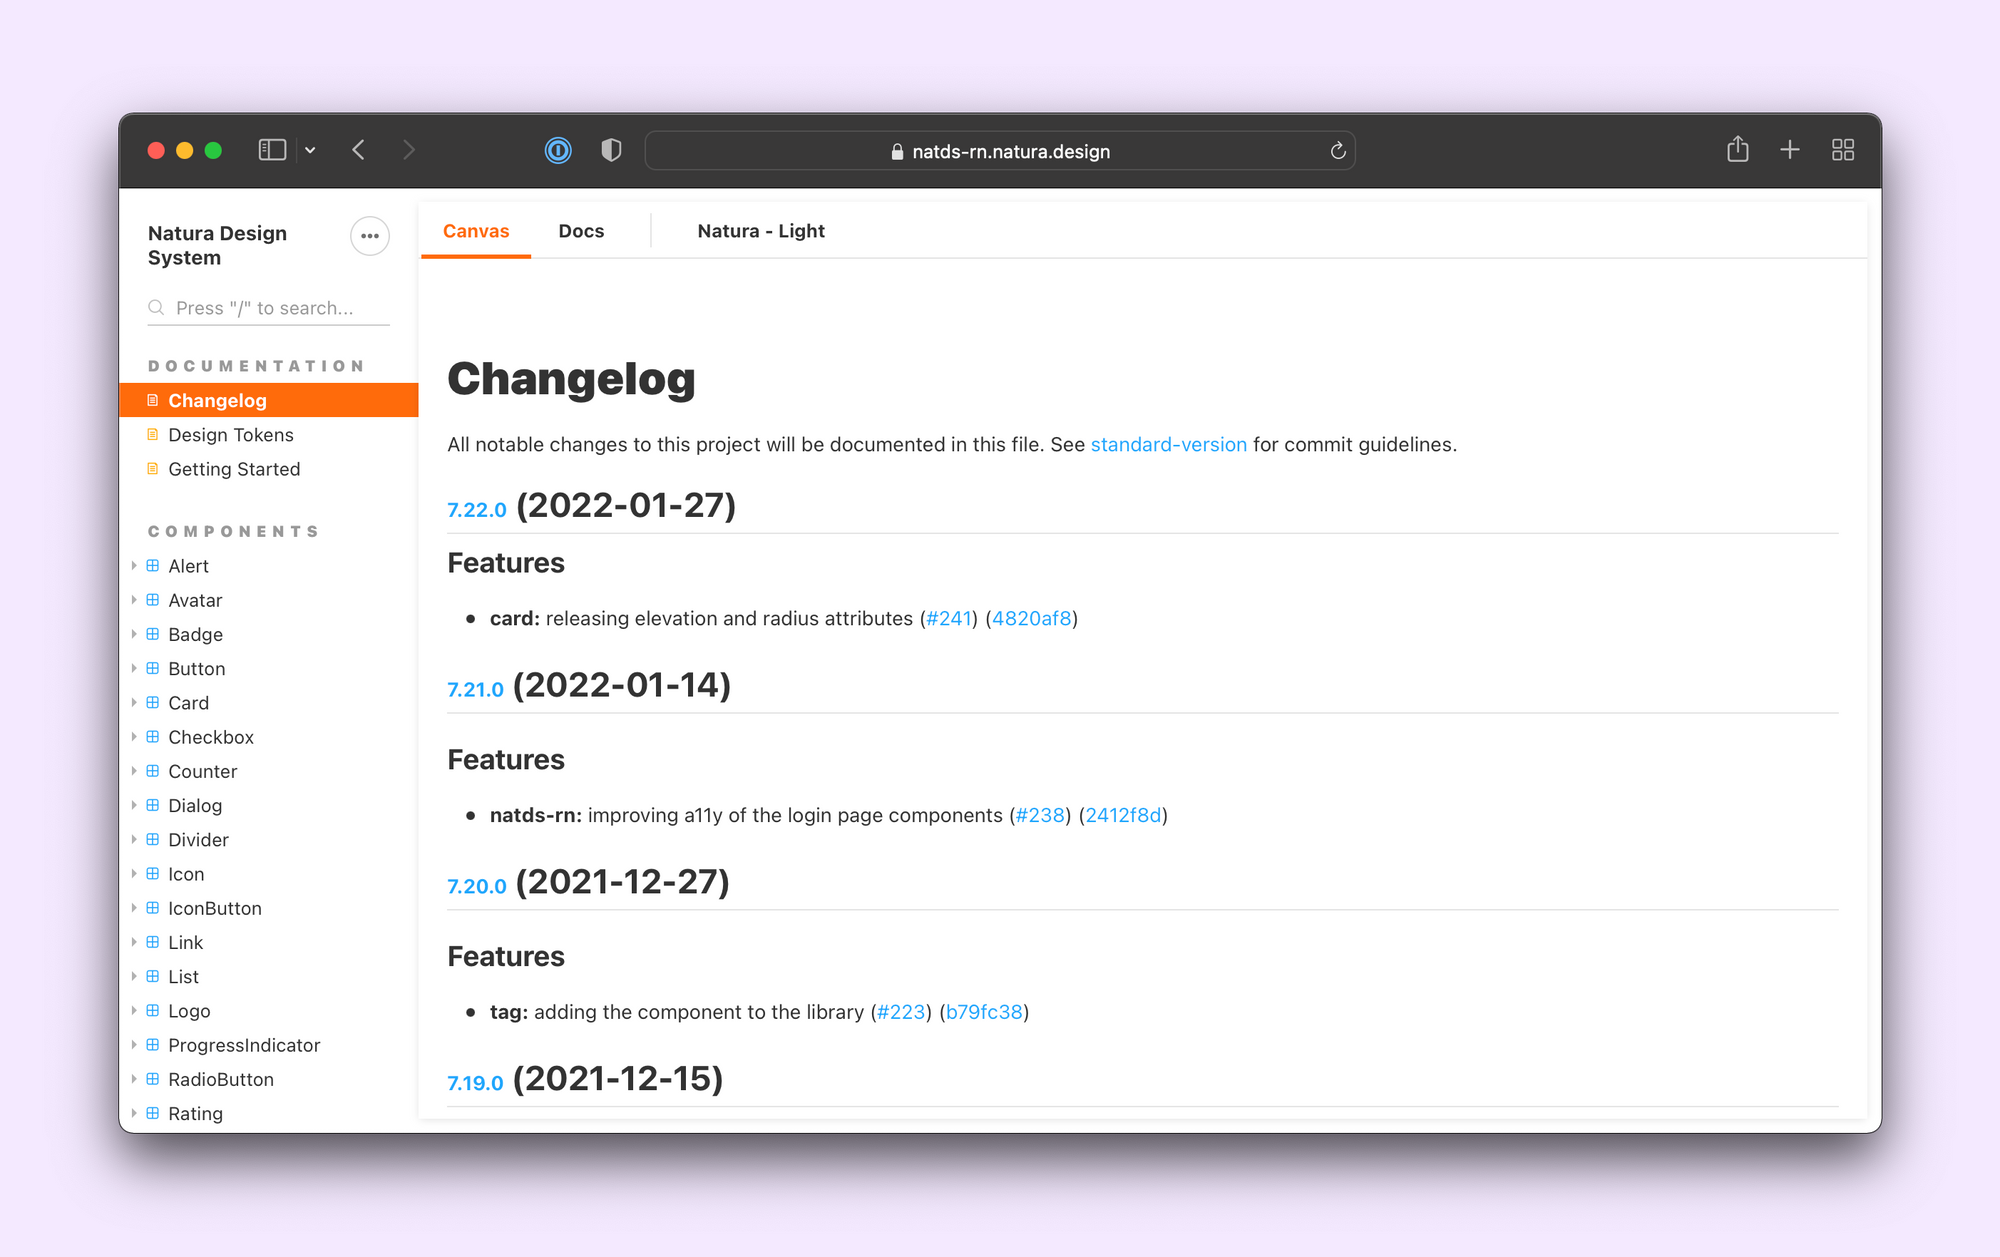 natds-rn.natura.design
Natura Design
System
Press "/" to search...
DOCUMENTATION
Changelog
Design Tokens
Getting Started
COMPONENTS
Alert
Avatar
Badge
Button
Card
Checkbox
Counter
Dialog
Divider
Icon
IconButton
Link
List
Logo
ProgressIndicator
RadioButton
Rating
Canvas Docs Natura - Light
Changelog
All notable changes to this project will be documented in this file. See standard-version for commit guidelines.
7.22.0 (2022-01-27)
Features
• card: releasing elevation and radius attributes (#241) (4820af8)
7.21.0 (2022-01-14)
Features
• natds-rn: improving a11y of the login page components (#238) (2412f8d)
7.20.0 (2021-12-27)
Features
• tag: adding the component to the library (#223) (b79fc38)
7.19.0 (2021-12-15)